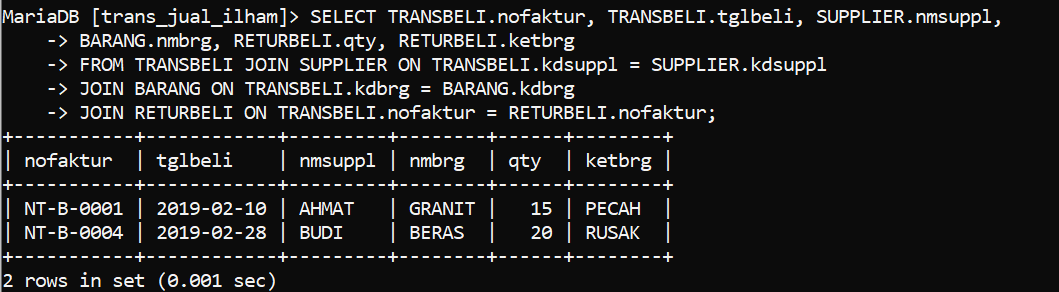 MariaDB [trans_jual_ilham]> SELECT TRANSBELI.nofaktur, TRANSBELI.tglbeli, SUPPLIER.nmsuppl,
    -> BARANG.nmbrg, RETURBELI.qty, RETURBELI.ketbrg
    -> FROM TRANSBELI JOIN SUPPLIER ON TRANSBELI.kdsuppl = SUPPLIER.kdsuppl
    -> JOIN BARANG ON TRANSBELI.kdbrg = BARANG.kdbrg
    -> JOIN RETURBELI ON TRANSBELI.nofaktur = RETURBELI.nofaktur;
+-----------+------------+---------+--------+------+--------+
| nofaktur  | tglbeli    | nmsuppl | nmbrg  | qty  | ketbrg |
+-----------+------------+---------+--------+------+--------+
| NT-B-0001 | 2019-02-10 | AHMAT   | GRANIT |   15 | PECAH  |
| NT-B-0004 | 2019-02-28 | BUDI    | BERAS  |   20 | RUSAK  |
+-----------+------------+---------+--------+------+--------+
2 rows in set (0.001 sec)